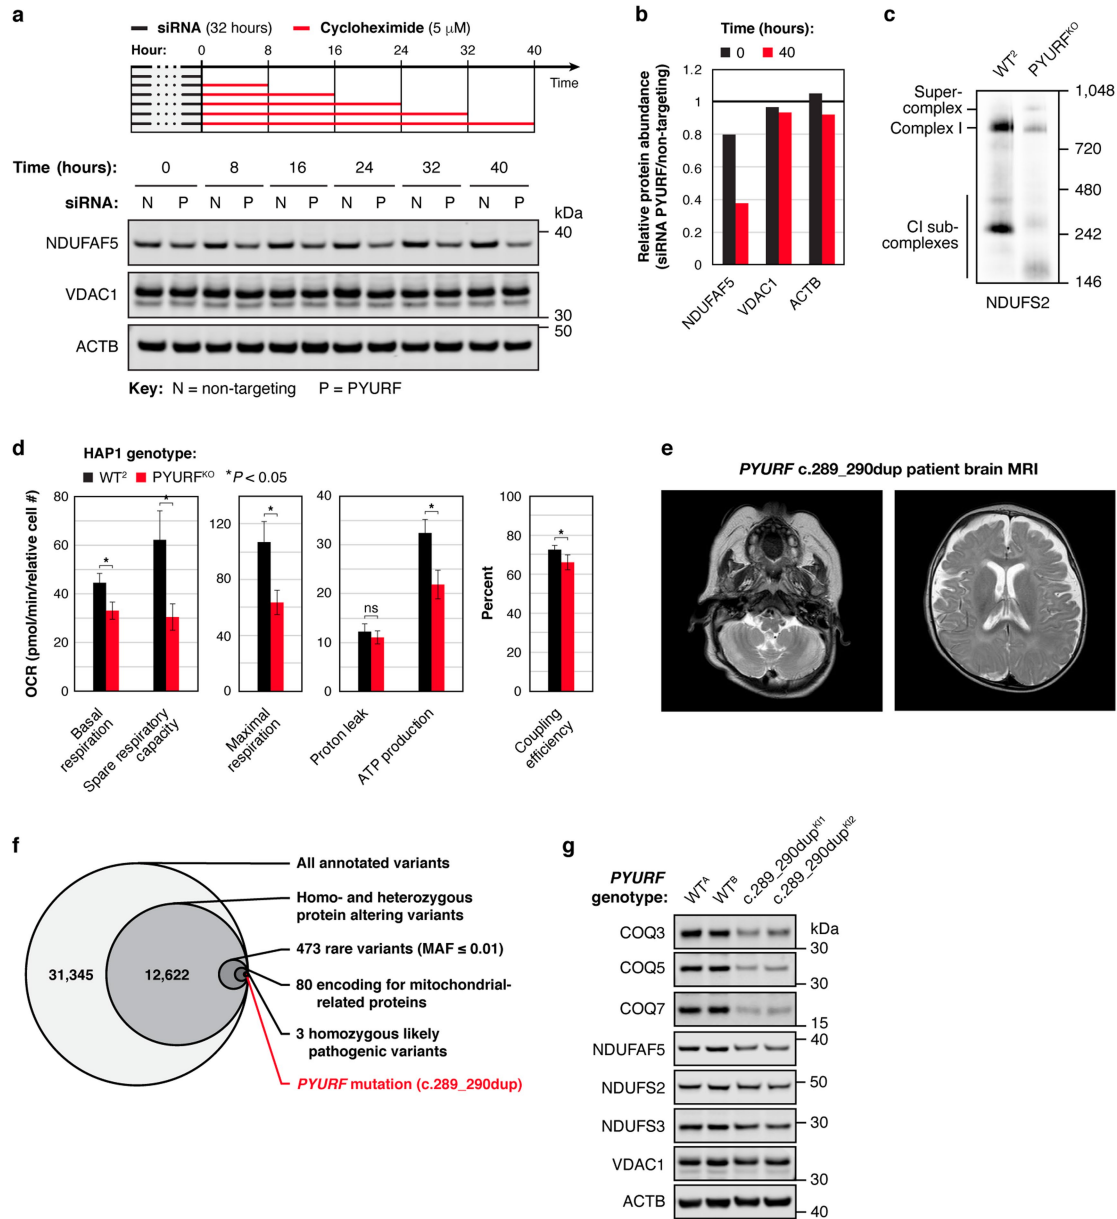 a
siRNA (32 hours) Cycloheximide (5 μM)
Hour: 0 8 16 24 32 40
Time
Time (hours): 0 8 16 24 32 40
siRNA: N P N P N P N P N P N P
kDa
NDUFAF5 40
VDAC1
30
ACTB 50
Key: N = non-targeting P = PYURF
b
Time (hours):
0 40
Relative protein abundance
(siRNA PYURF/non-targeting)
1.2
1
0.8
0.6
0.4
0.2
0
NDUFAF5 VDAC1 ACTB
c
WT² PYURFᴷᴼ
Super-
complex
Complex I
CI sub-
complexes
1,048
720
480
242
146
NDUFS2
d
HAP1 genotype:
WT² PYURFᴷᴼ *P < 0.05
OCR (pmol/min/relative cell #)
80
60
40
20
0
* *
Basal
respiration
Spare respiratory
capacity
120
80
40
0
*
Maximal
respiration
40
30
20
10
0
ns *
Proton leak
ATP production
Percent
100
80
60
40
20
0
*
Coupling
efficiency
e
PYURF c.289_290dup patient brain MRI
f
All annotated variants
Homo- and heterozygous
protein altering variants
473 rare variants (MAF ≤ 0.01)
31,345 12,622
80 encoding for mitochondrial-
related proteins
3 homozygous likely
pathogenic variants
PYURF mutation (c.289_290dup)
g
PYURF
genotype:
WTᴬ WTᴮ c.289_290dupᴷᴵ¹ c.289_290dupᴷᴵ²
kDa
COQ3
30
COQ5
30
COQ7
15
NDUFAF5 40
NDUFS2 50
NDUFS3 30
VDAC1
30
ACTB
40